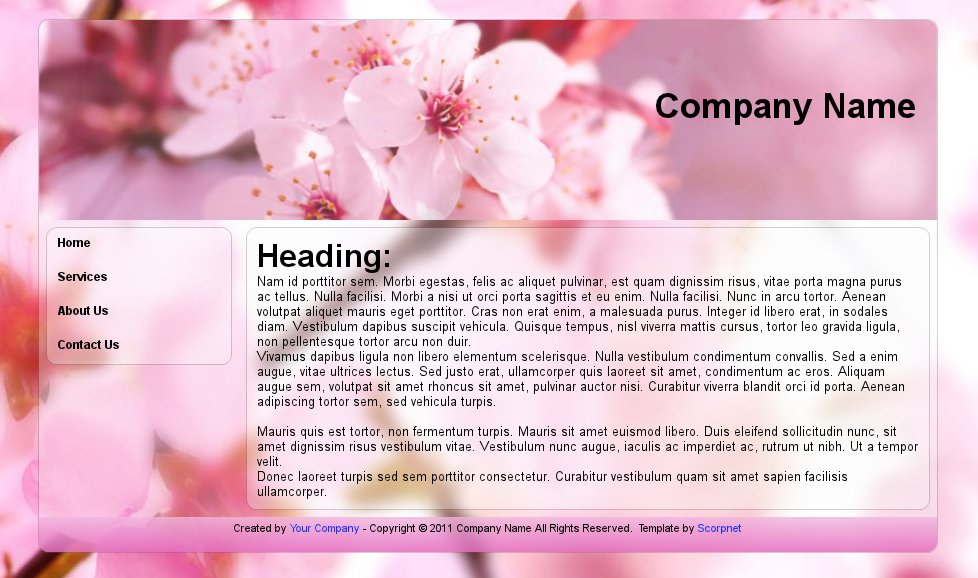 Company Name
Home
Services
About Us
Contact Us
Heading:
Nam id porttitor sem. Morbi egestas, felis ac aliquet pulvinar, est quam dignissim risus, vitae porta magna purus
ac tellus. Nulla facilisi. Morbi a nisi ut orci porta sagittis et eu enim. Nulla facilisi. Nunc in arcu tortor. Aenean
volutpat aliquet mauris eget porttitor. Cras non erat enim, a malesuada purus. Integer id libero erat, in sodales
diam. Vestibulum dapibus suscipit vehicula. Quisque tempus, nisl viverra mattis cursus, tortor leo gravida ligula,
non pellentesque tortor arcu non duir.
Vivamus dapibus ligula non libero elementum scelerisque. Nulla vestibulum condimentum convallis. Sed a enim
augue, vitae ultrices lectus. Sed justo erat, ullamcorper quis laoreet sit amet, condimentum ac eros. Aliquam
augue sem, volutpat sit amet rhoncus sit amet, pulvinar auctor nisi. Curabitur viverra blandit orci id porta. Aenean
adipiscing tortor sem, sed vehicula turpis.
Mauris quis est tortor, non fermentum turpis. Mauris sit amet euismod libero. Duis eleifend sollicitudin nunc, sit
amet dignissim risus vestibulum vitae. Vestibulum nunc augue, iaculis ac imperdiet ac, rutrum ut nibh. Ut a tempor
velit.
Donec laoreet turpis sed sem porttitor consectetur. Curabitur vestibulum quam sit amet sapien facilisis
ullamcorper.
Created by Your Company - Copyright © 2011 Company Name All Rights Reserved. Template by Scorpnet